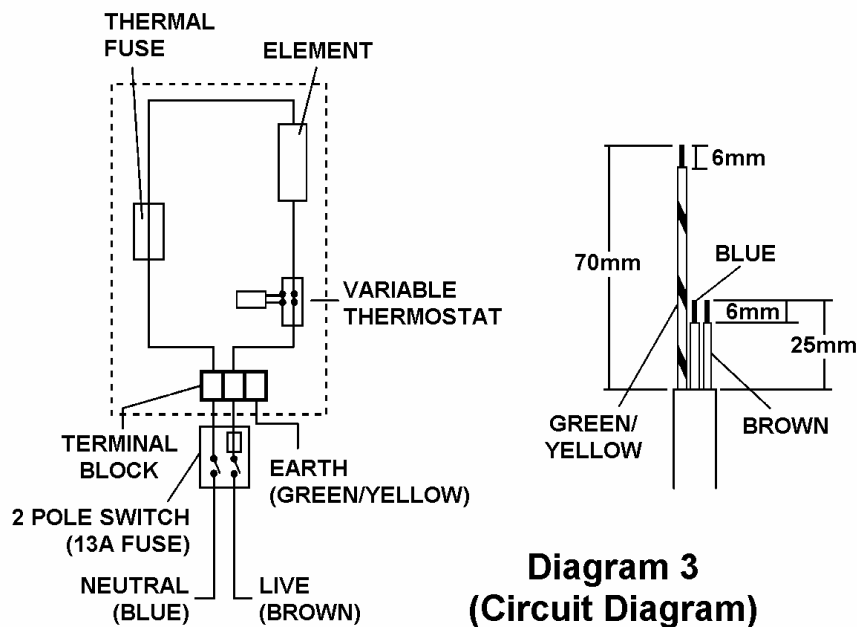 THERMAL
FUSE
ELEMENT
VARIABLE
THERMOSTAT
TERMINAL
BLOCK
EARTH
(GREEN/YELLOW)
2 POLE SWITCH
(13A FUSE)
NEUTRAL
(BLUE)
LIVE
(BROWN)
6mm
70mm
BLUE
6mm
25mm
GREEN/
YELLOW
BROWN
Diagram 3
(Circuit Diagram)